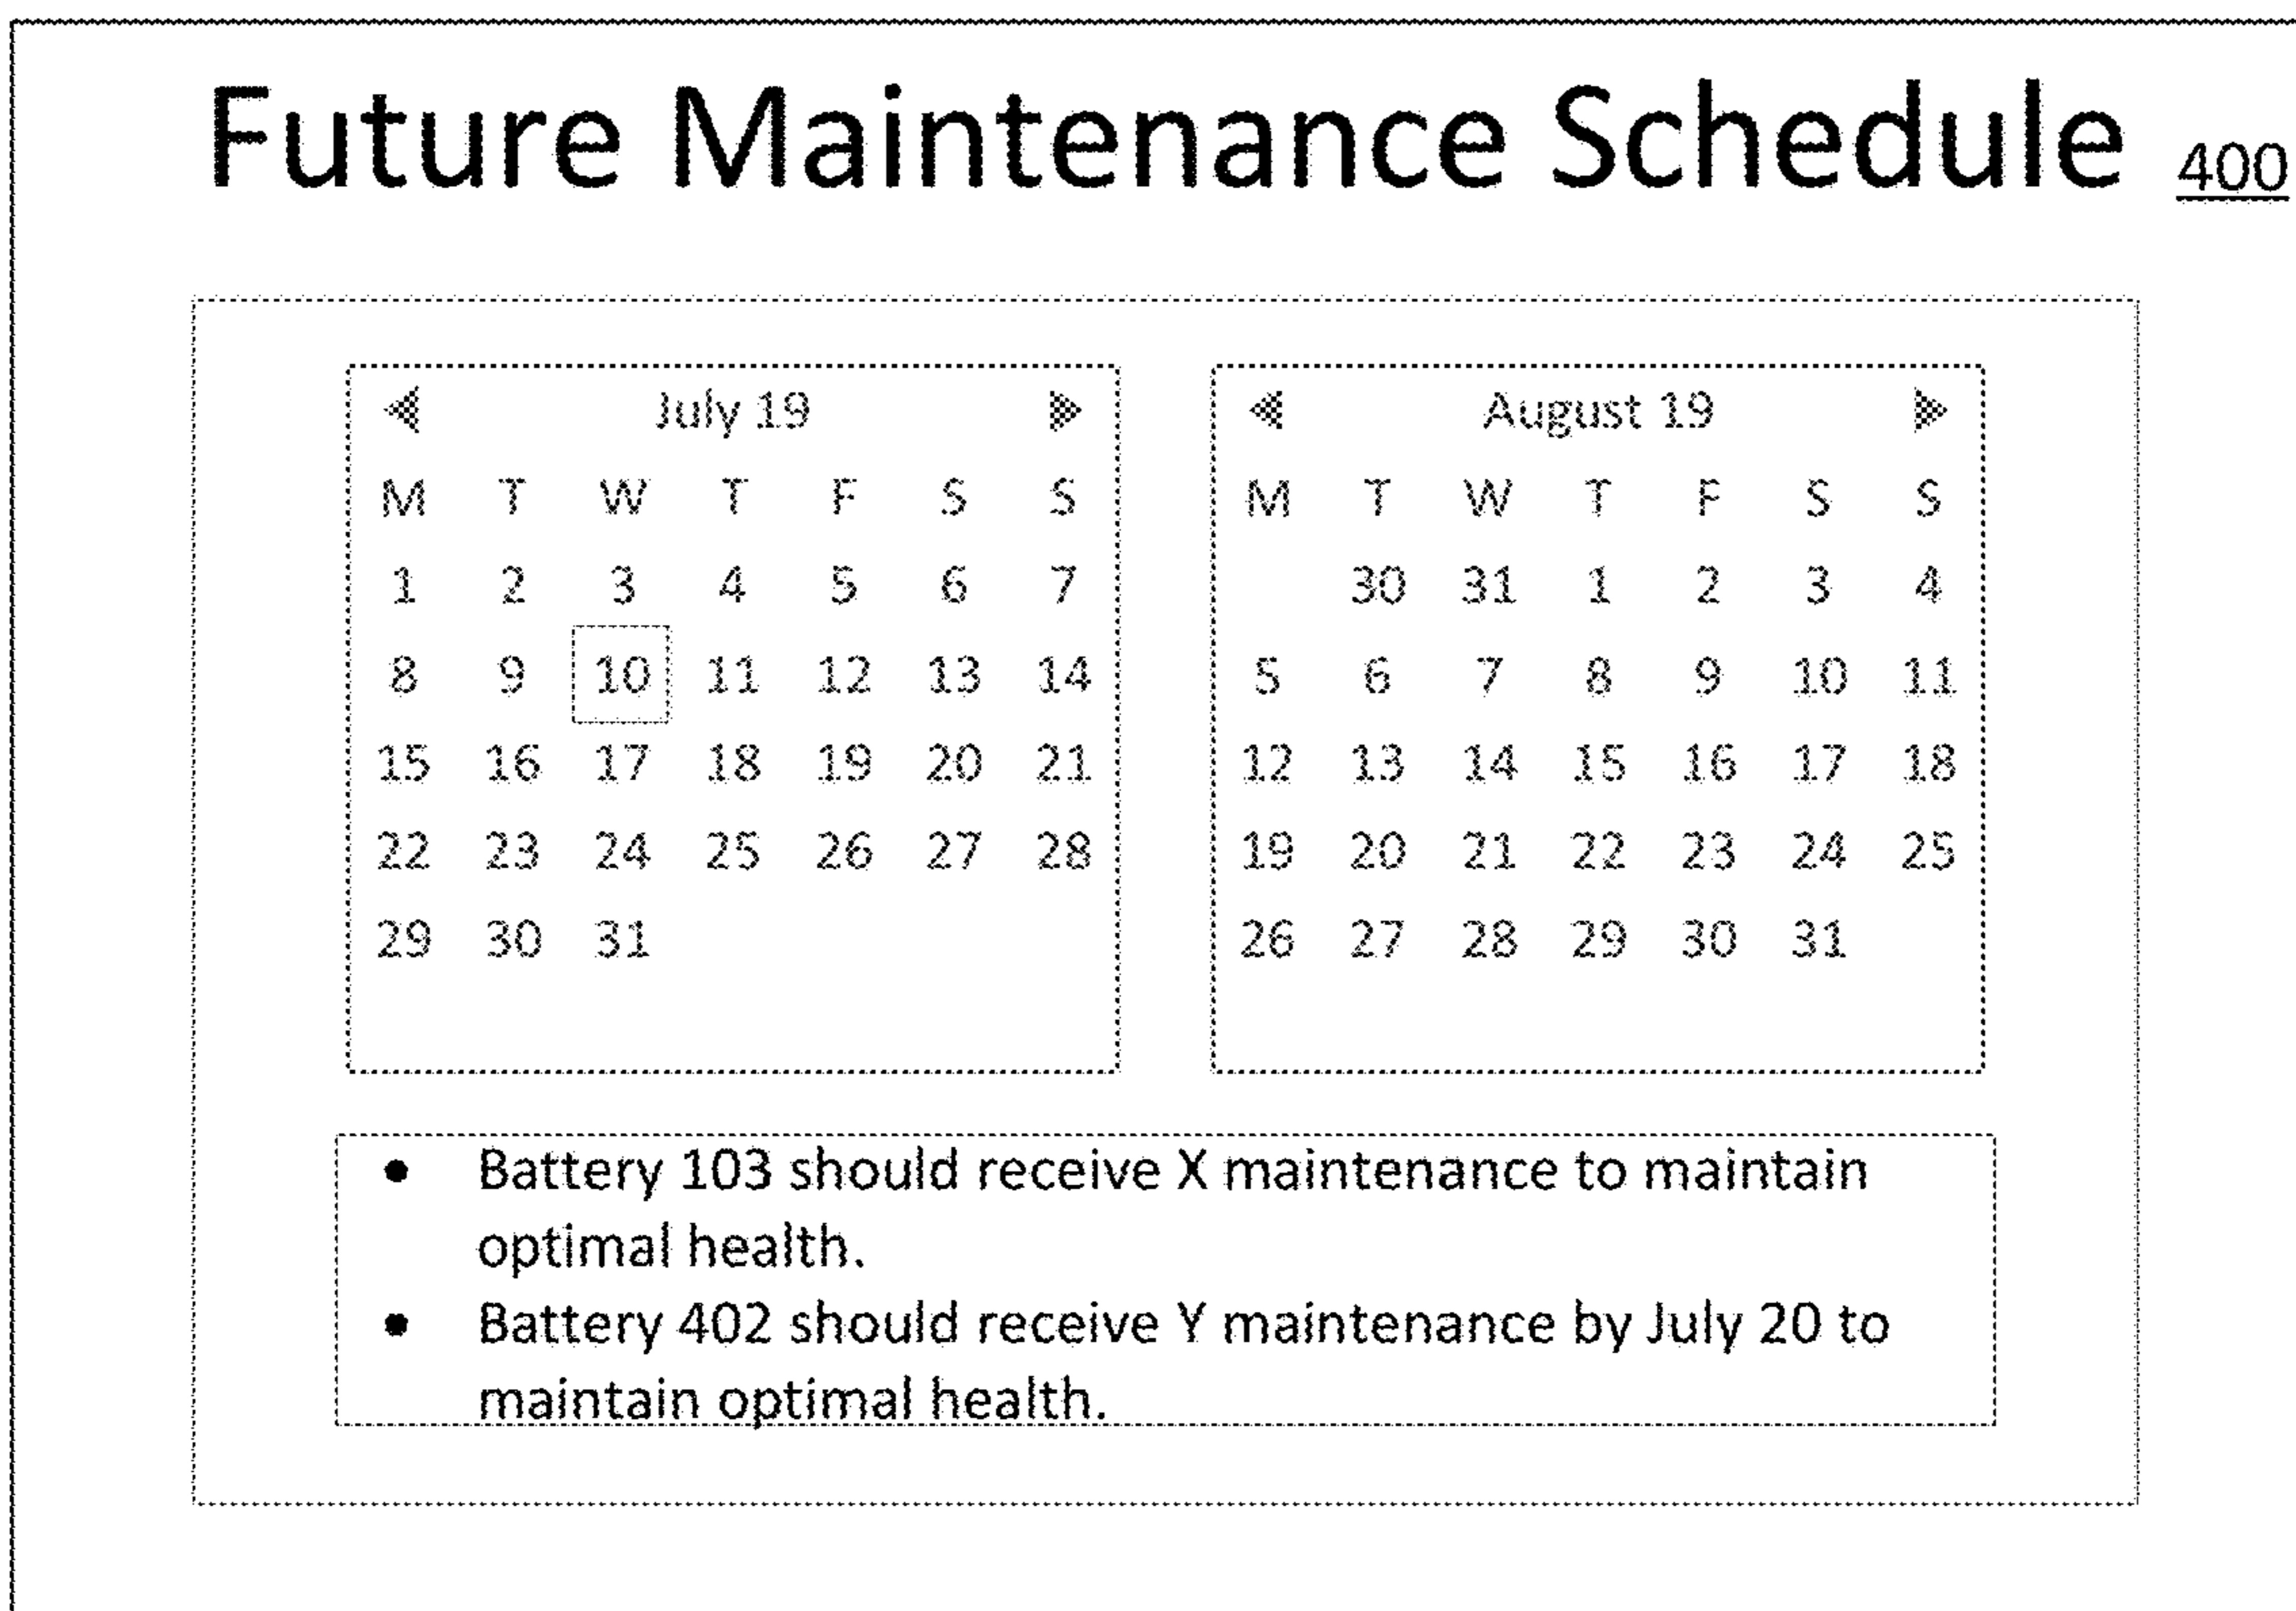 Future Maintenance Schedule 400
July 19
M T W T F S S
1 2 3 4 5 6 7
8 9 10 11 12 13 14
15 16 17 18 19 20 21
22 23 24 25 26 27 28
29 30 31
August 19
M T W T F S S
30 31 1 2 3 4
5 6 7 8 9 10 11
12 13 14 15 16 17 18
19 20 21 22 23 24 25
26 27 28 29 30 31
• Battery 103 should receive X maintenance to maintain
optimal health.
• Battery 402 should receive Y maintenance by July 20 to
maintain optimal health.